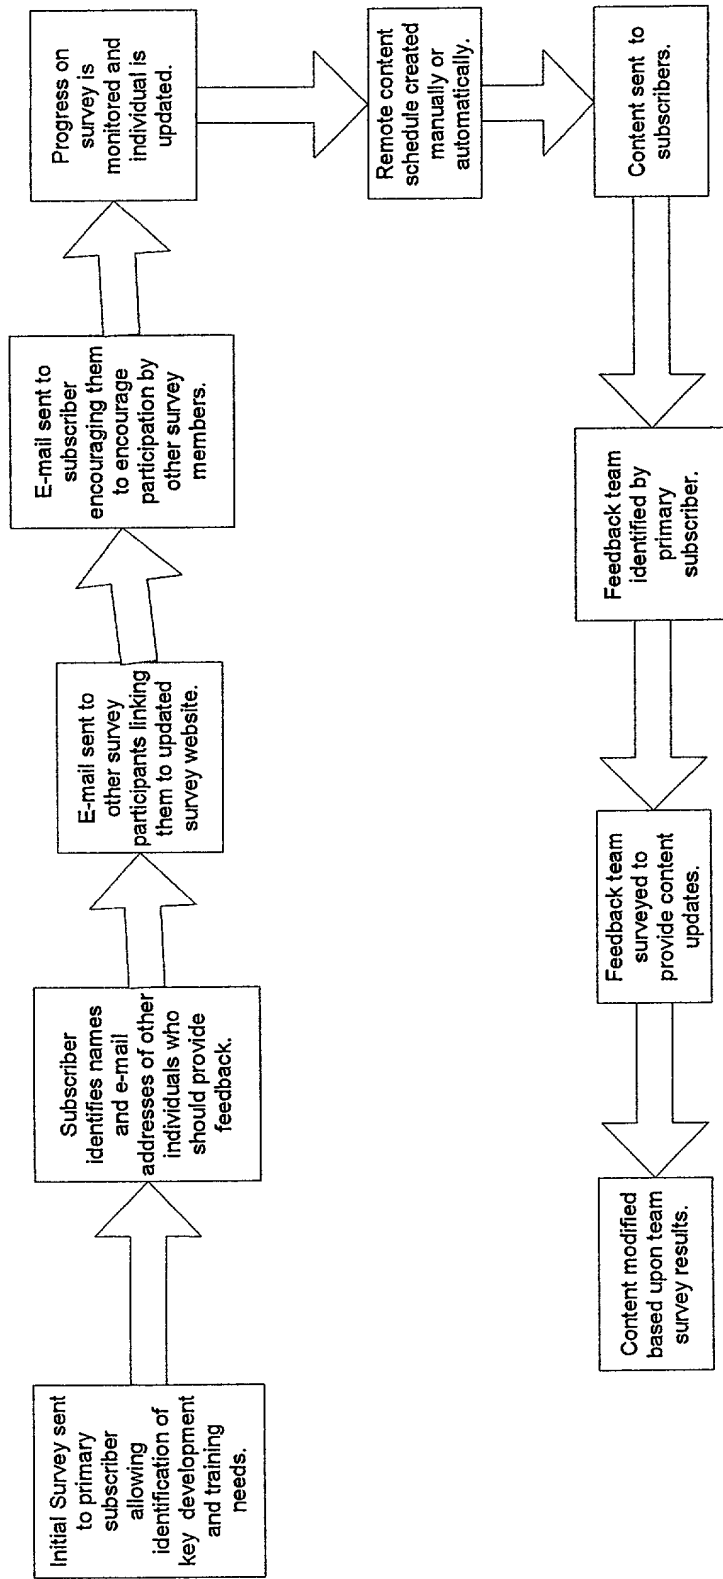 Initial Survey sent
to primary
subscriber
allowing
identification of
key development
and training
needs.
Subscriber
identifies names
and e-mail
addresses of other
individuals who
should provide
feedback.
E-mail sent to
other survey
participants linking
them to updated
survey website.
E-mail sent to
subscriber
encouraging them
to encourage
participation by
other survey
members.
Progress on
survey is
monitored and
individual is
updated.
Remote content
schedule created
manually or
automatically.
Content sent to
subscribers.
Feedback team
identified by
primary
subscriber.
Feedback team
surveyed to
provide content
updates.
Content modified
based upon team
survey results.